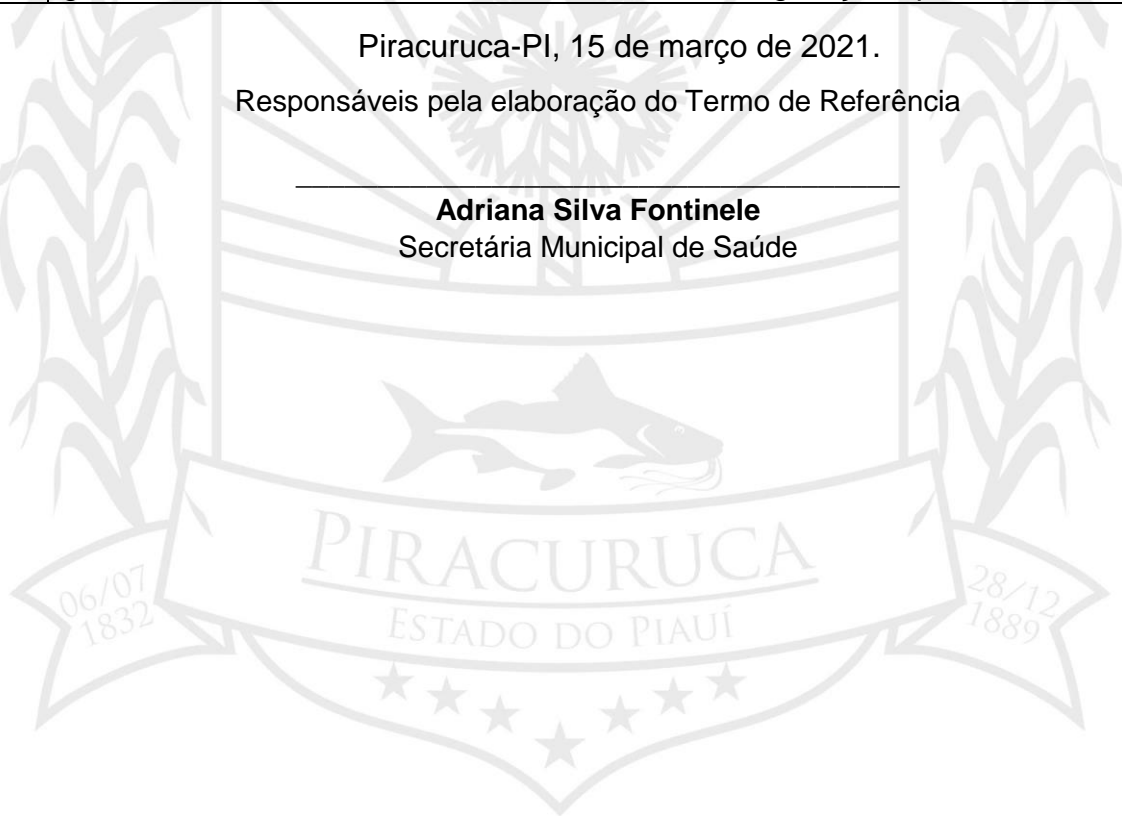 Piracuruca-PI, 15 de março de 2021.
Responsáveis pela elaboração do Termo de Referência
Adriana Silva Fontinele
Secretária Municipal de Saúde
PIRACURUCA
ESTADO DO PIAUÍ
06/07
1832
28/12
1889